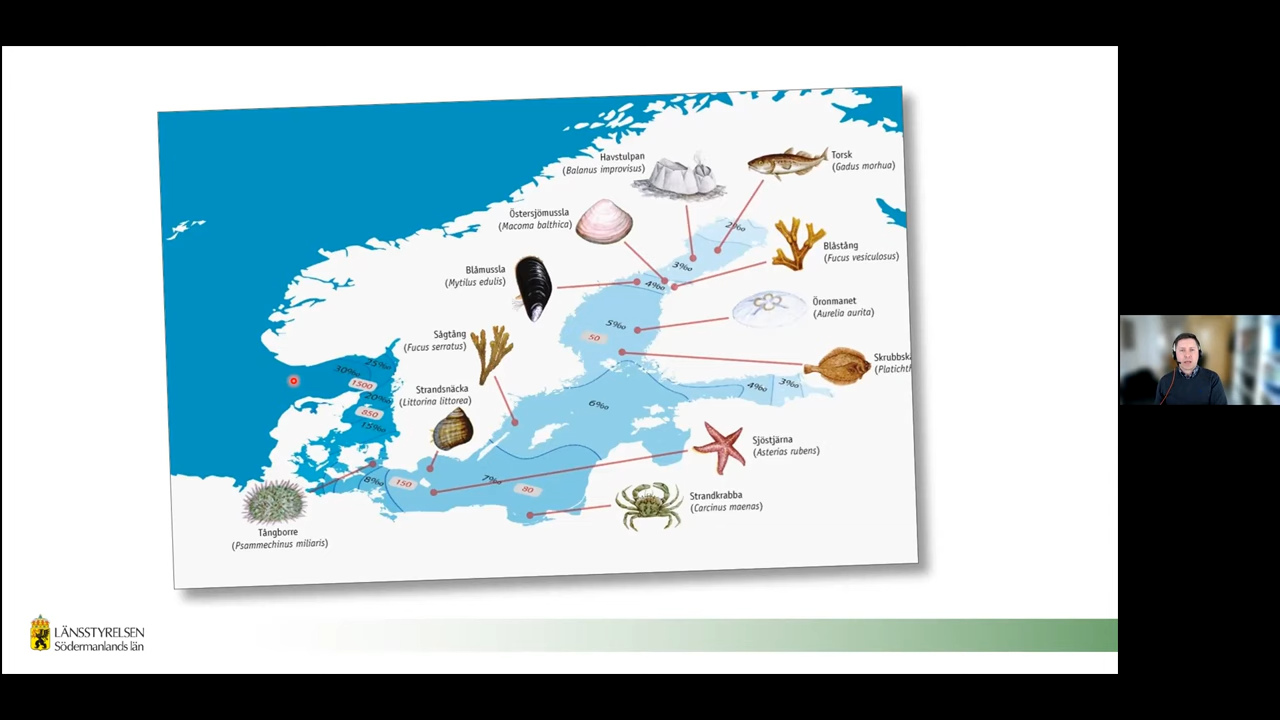 Havstulpan
(Balanus improvisus)
Torsk
(Gadus morhua)
Östersjömussla
(Macoma balthica)
2‰
Blåstång
(Fucus vesiculosus)
3‰
Blåmussla
(Mytilus edulis)
4‰
Öronmanet
(Aurelia aurita)
5‰
50
Sågtång
(Fucus serratus)
Skrubbsk
(Platichth
25‰
30‰
1500
20‰
850
15‰
4‰
3‰
Strandsnäcka
(Littorina littorea)
6‰
Sjöstjärna
(Asterias rubens)
8‰
150
7‰
80
Strandkrabba
(Carcinus maenas)
Tångborre
(Psammechinus miliaris)
LÄNSSTYRELSEN
Södermanlands län